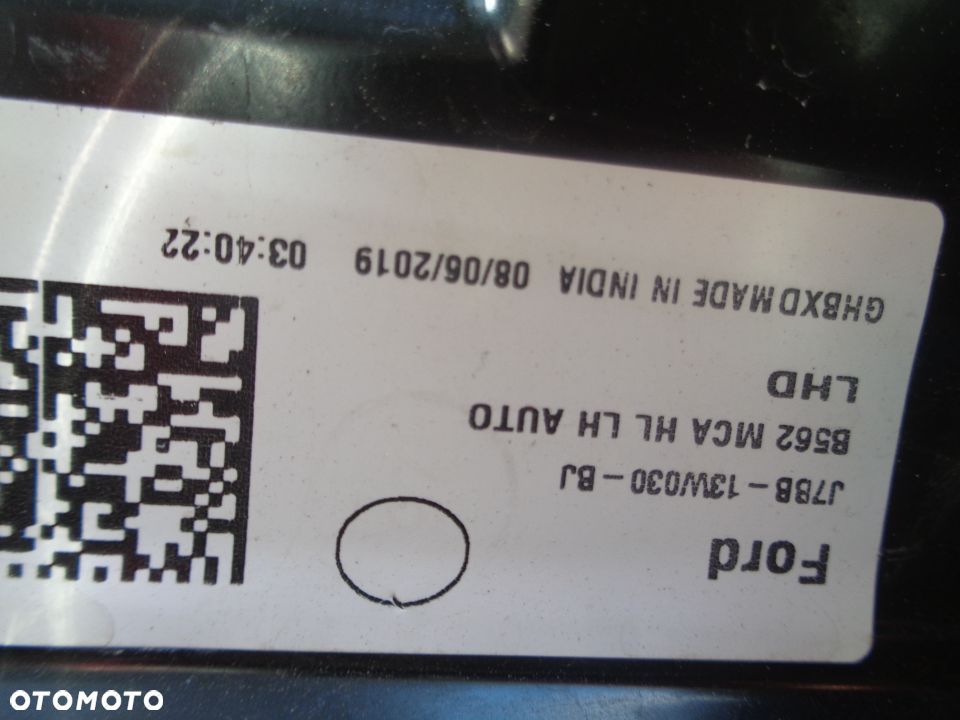 Ford
J7BB-13W030-BJ
B562 MCA HL LH AUTO
LHD
GHBXD MADE IN INDIA 08/06/2019 03:40:22
OTOMOTO